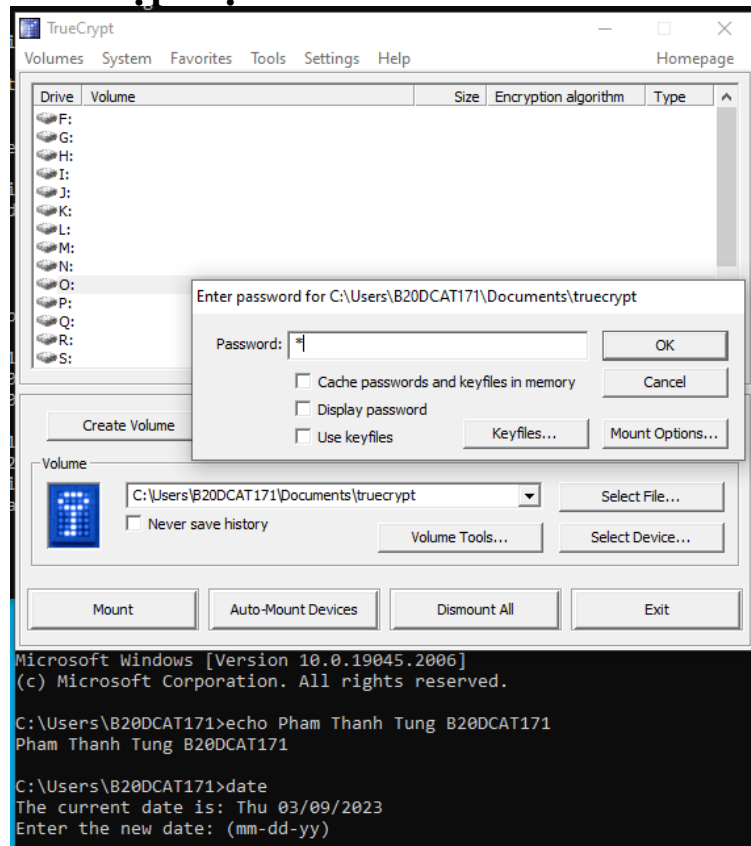 TrueCrypt
Volumes System Favorites Tools Settings Help Homepage
Drive Volume Size Encryption algorithm Type
F:
G:
H:
I:
J:
K:
L:
M:
N:
O:
P:
Q:
R:
S:
Enter password for C:\Users\B20DCAT171\Documents\truecrypt
Password: *
OK
Cache passwords and keyfiles in memory
Cancel
Display password
Use keyfiles
Keyfiles...
Mount Options...
Create Volume
Volume
C:\Users\B20DCAT171\Documents\truecrypt
Select File...
Never save history
Volume Tools...
Select Device...
Mount
Auto-Mount Devices
Dismount All
Exit
Microsoft Windows [Version 10.0.19045.2006]
(c) Microsoft Corporation. All rights reserved.
C:\Users\B20DCAT171>echo Pham Thanh Tung B20DCAT171
Pham Thanh Tung B20DCAT171
C:\Users\B20DCAT171>date
The current date is: Thu 03/09/2023
Enter the new date: (mm-dd-yy)